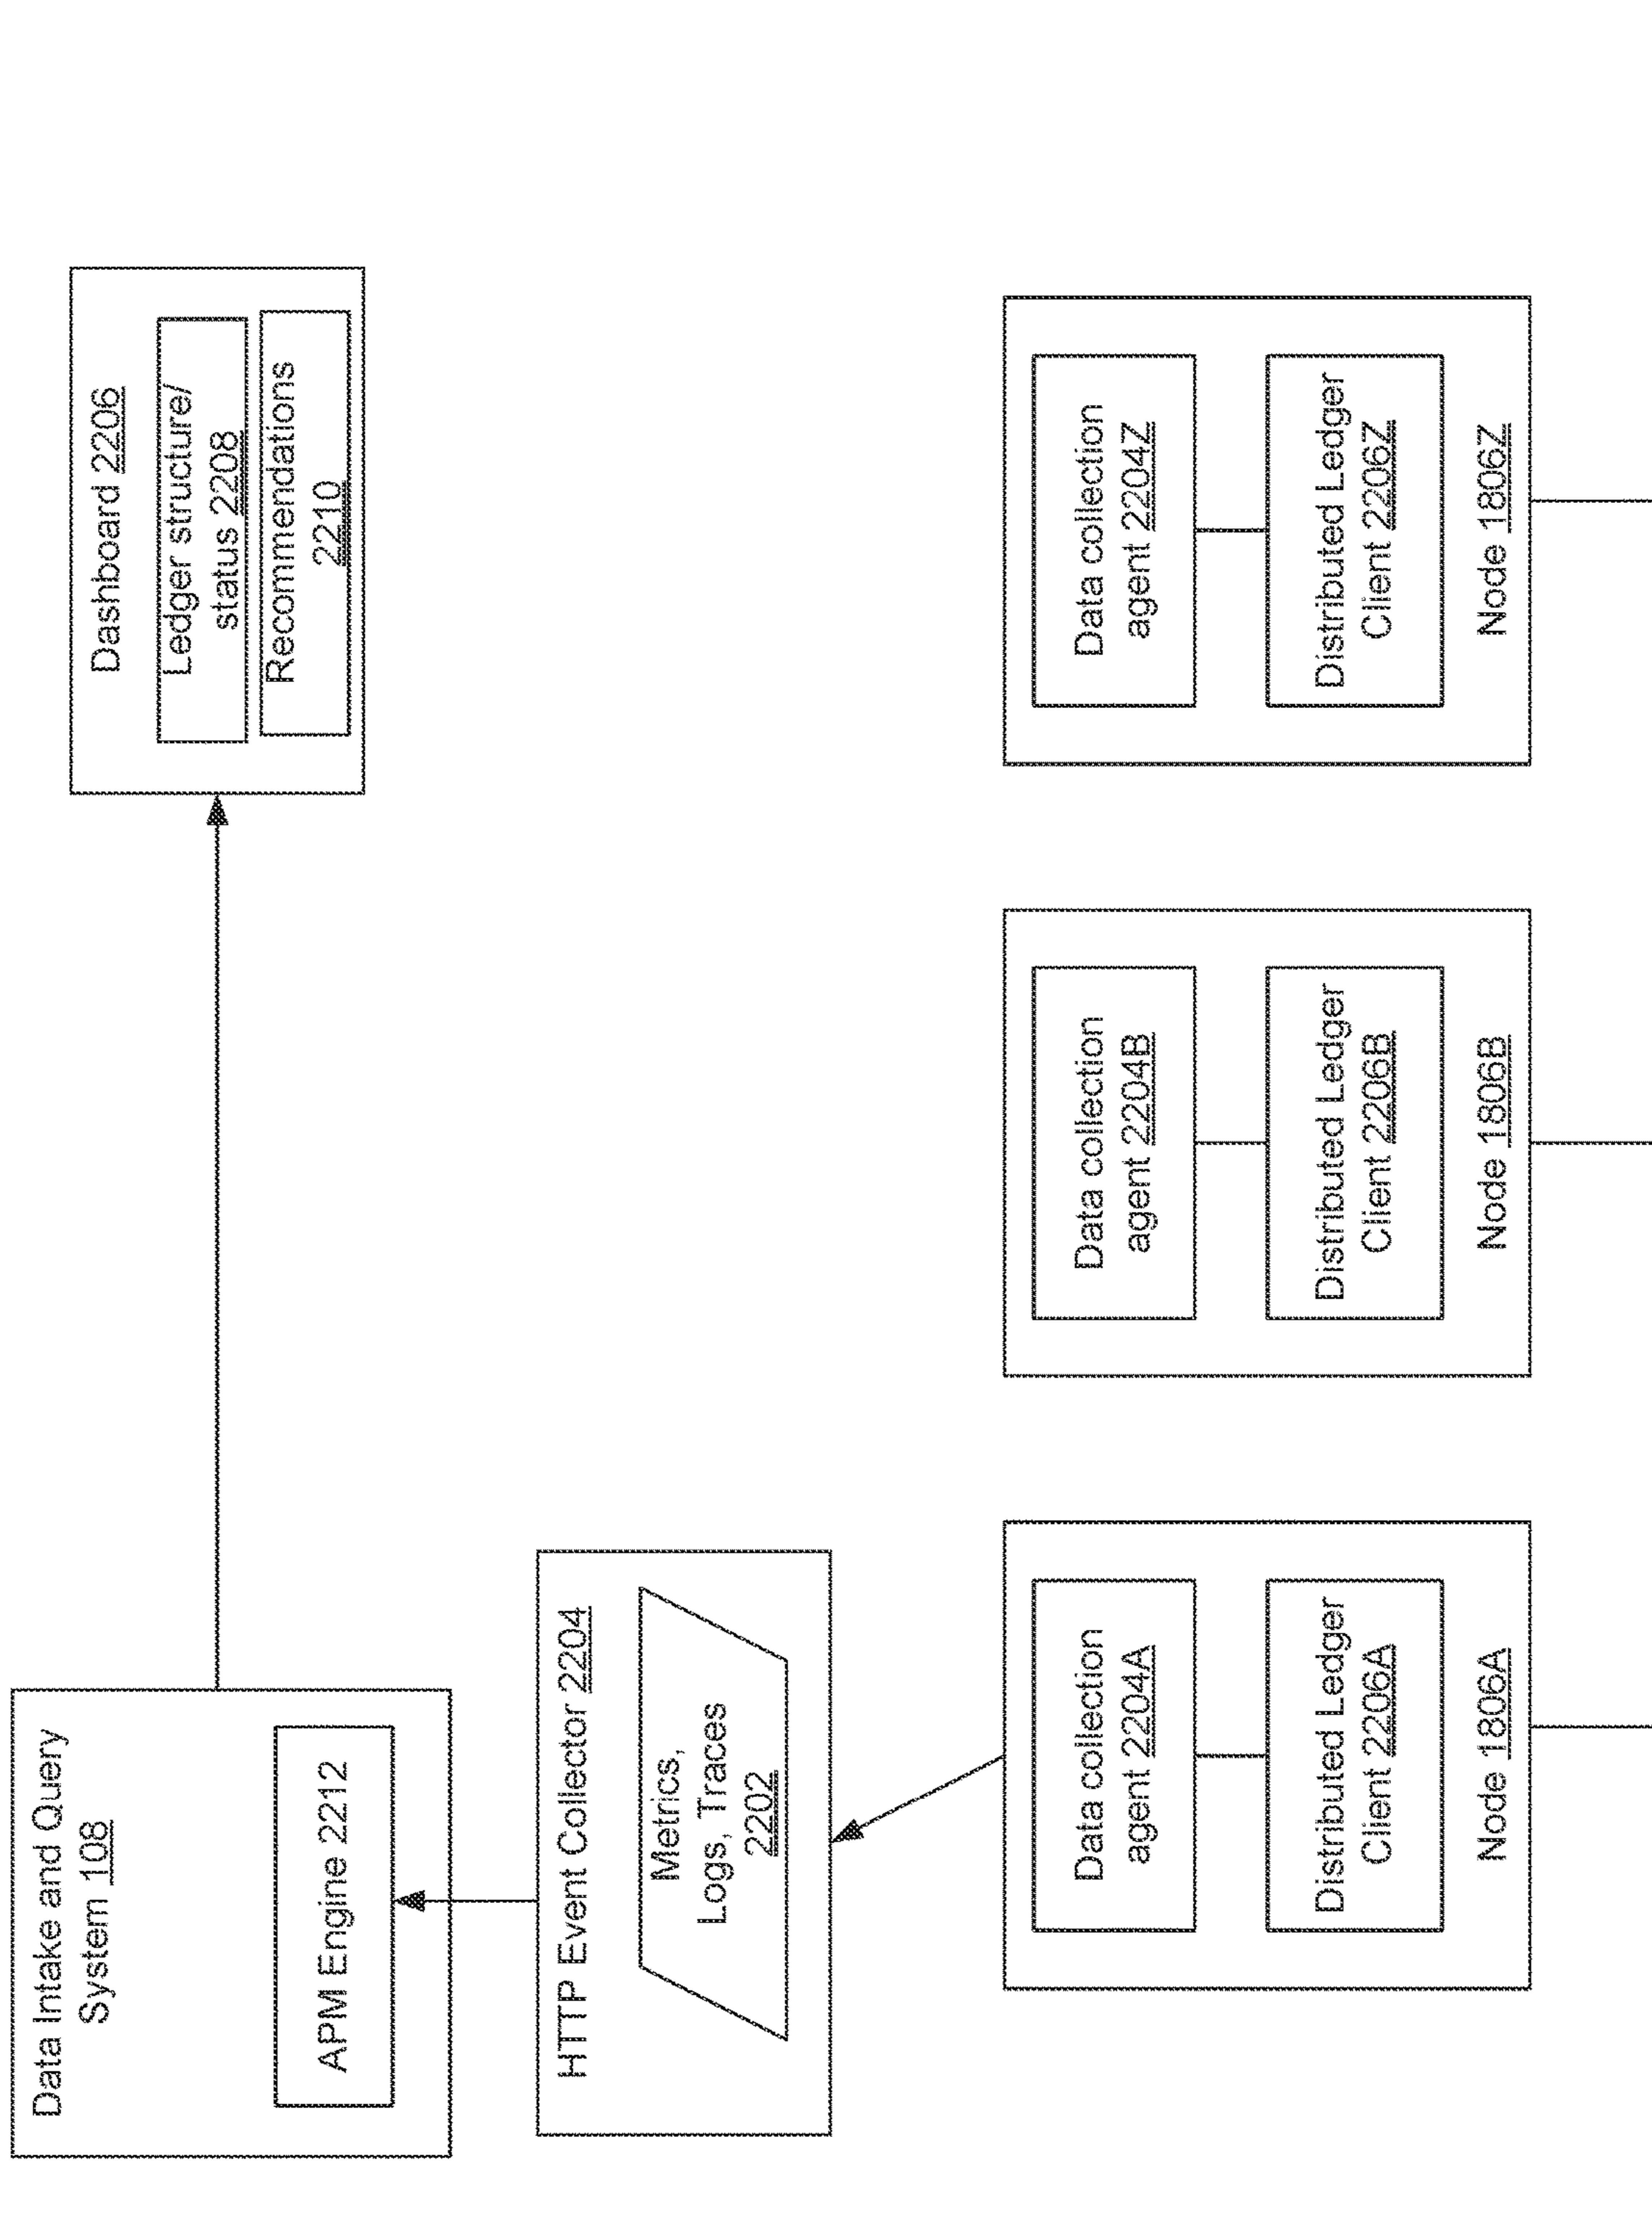 Data Intake and Query
System 108
APM Engine 2212
Dashboard 2206
Ledger structure/
status 2208
Recommendations
2210
HTTP Event Collector 2204
Metrics,
Logs, Traces
2202
Data collection
agent 2204A
Distributed Ledger
Client 2206A
Node 1806A
Data collection
agent 2204B
Distributed Ledger
Client 2206B
Node 1806B
Data collection
agent 2204Z
Distributed Ledger
Client 2206Z
Node 1806Z